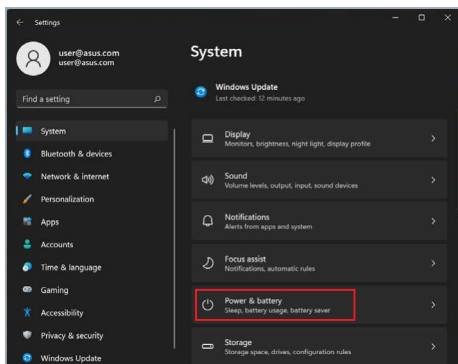 Settings
user@asus.com
user@asus.com
Find a setting
System
Bluetooth & devices
Network & internet
Personalization
Apps
Accounts
Time & language
Gaming
Accessibility
Privacy & security
Windows Update
System
Windows Update
Last checked: 12 minutes ago
Display
Monitors, brightness, night light, display profile
Sound
Volume levels, output, input, sound devices
Notifications
Alerts from apps and system
Focus assist
Notifications, automatic rules
Power & battery
Sleep, battery usage, battery saver
Storage
Storage space, drives, configuration rules